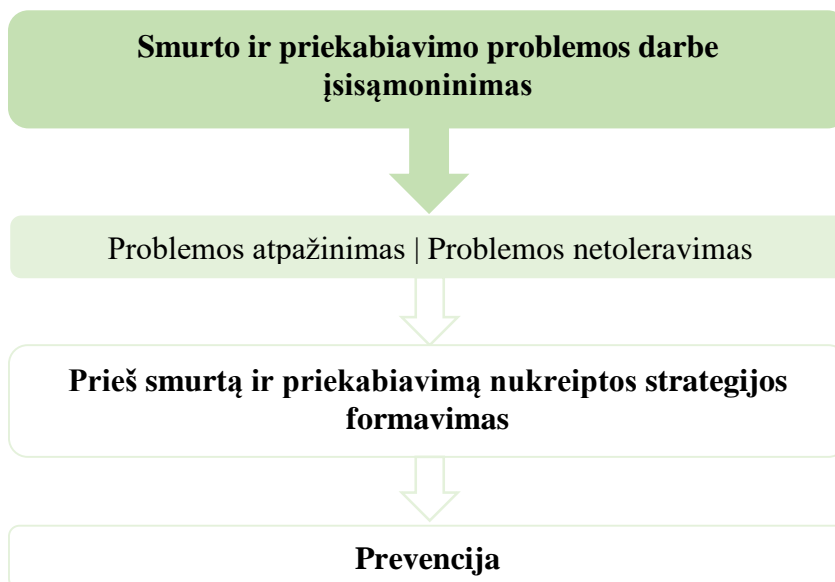 Smurto ir priekabiavimo problemos darbe
įsisąmoninimas
Problemos atpažinimas | Problemos netoleravimas
Prieš smurtą ir priekabiavimą nukreiptos strategijos
formavimas
Prevencija